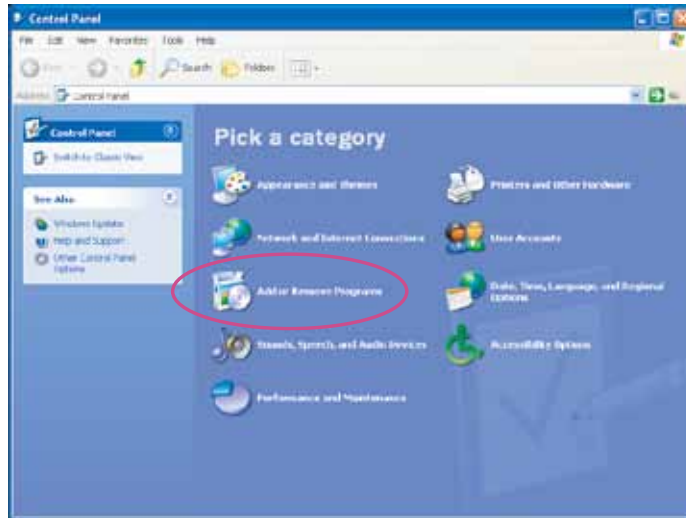 Control Panel
File Edit View Favorites Tools Help
Search Folders
Address Control Panel
Control Panel
Switch to Classic View
See Also
Windows Update
Help and Support
Other Control Panel
Options
Pick a category
Appearance and Themes
Printers and Other Hardware
Network and Internet Connections
User Accounts
Add or Remove Programs
Date, Time, Language, and Regional
Options
Sounds, Speech, and Audio Devices
Accessibility Options
Performance and Maintenance